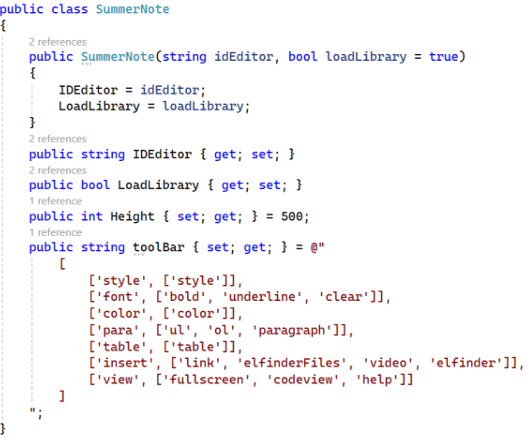 public class SummerNote
{
2 references
public SummerNote(string idEditor, bool loadLibrary = true)
{
IDEditor = idEditor;
LoadLibrary = loadLibrary;
}
2 references
public string IDEditor { get; set; }
2 references
public bool LoadLibrary { get; set; }
1 reference
public int Height { set; get; } = 500;
1 reference
public string toolBar { set; get; } = @"
[
['style', ['style']],
['font', ['bold', 'underline', 'clear']],
['color', ['color']],
['para', ['ul', 'ol', 'paragraph']],
['table', ['table']],
['insert', ['link', 'elfinderFiles', 'video', 'elfinder']],
['view', ['fullscreen', 'codeview', 'help']]
]
";
}